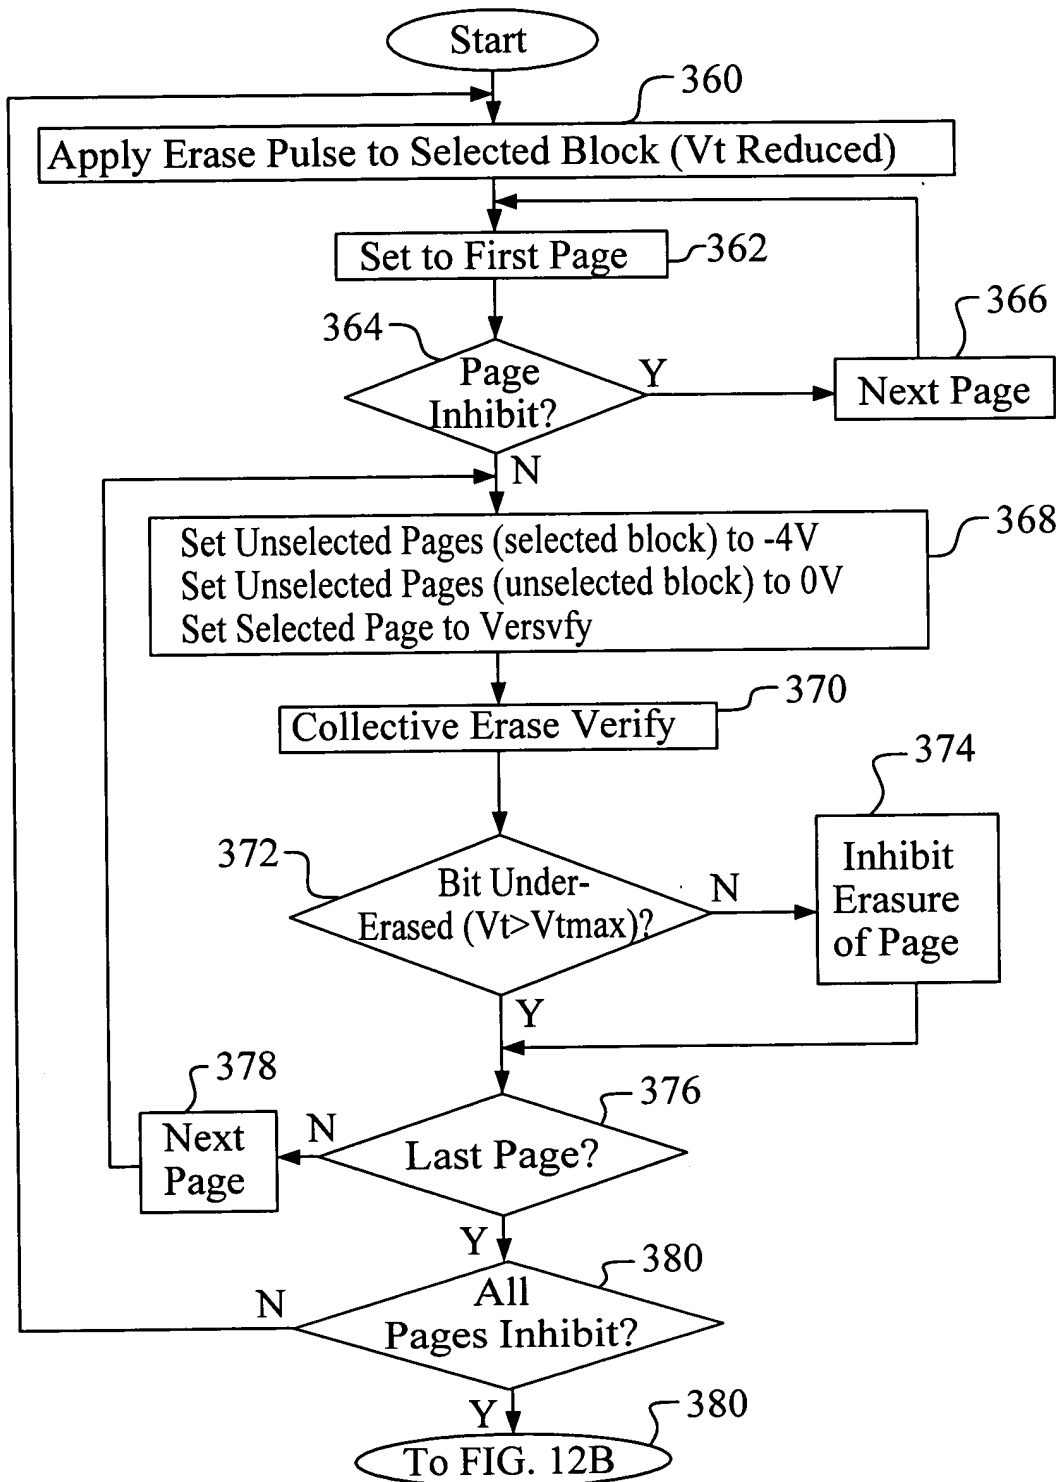 Start
360
Apply Erase Pulse to Selected Block (Vt Reduced)
Set to First Page
362
366
364
Page
Inhibit?
Y
Next Page
N
368
Set Unselected Pages (selected block) to -4V
Set Unselected Pages (unselected block) to 0V
Set Selected Page to Versvfy
370
Collective Erase Verify
374
372
Bit Under-
Erased (Vt>Vtmax)?
N
Inhibit
Erasure
of Page
Y
378
376
Next
Page
N
Last Page?
Y
380
N
All
Pages Inhibit?
Y
380
To FIG. 12B